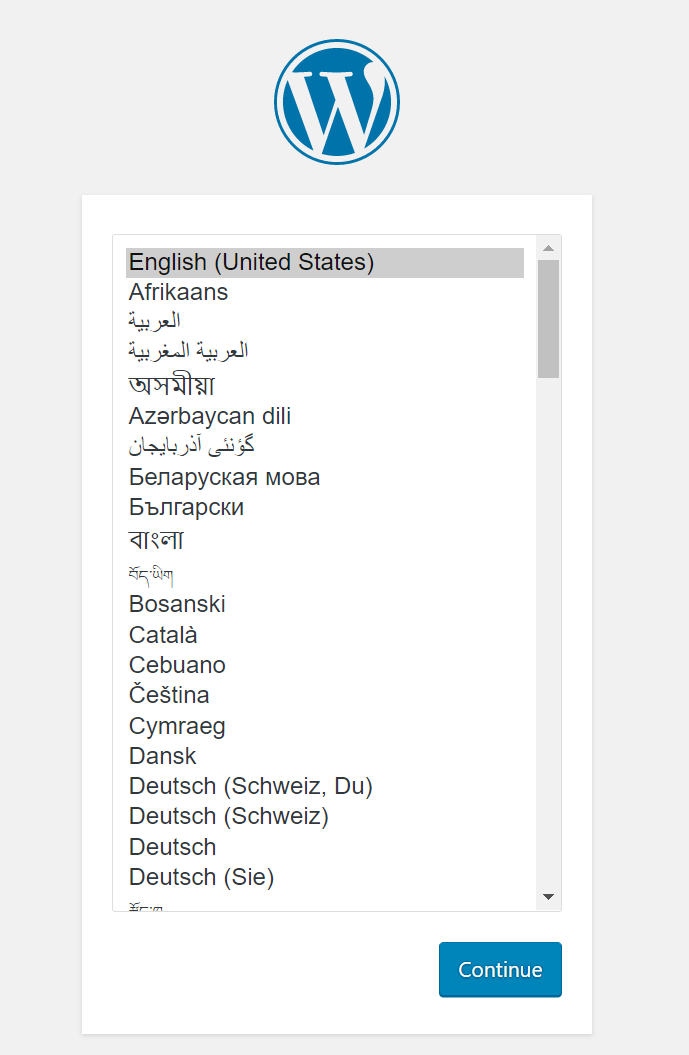 English (United States)
Afrikaans
العربية
العربية المغربية
অসমীয়া
Azərbaycan dili
گؤنئی آذربایجان
Беларуская мова
Български
বাংলা
བོད་ཡིག
Bosanski
Català
Cebuano
Čeština
Cymraeg
Dansk
Deutsch (Schweiz, Du)
Deutsch (Schweiz)
Deutsch
Deutsch (Sie)
Continue